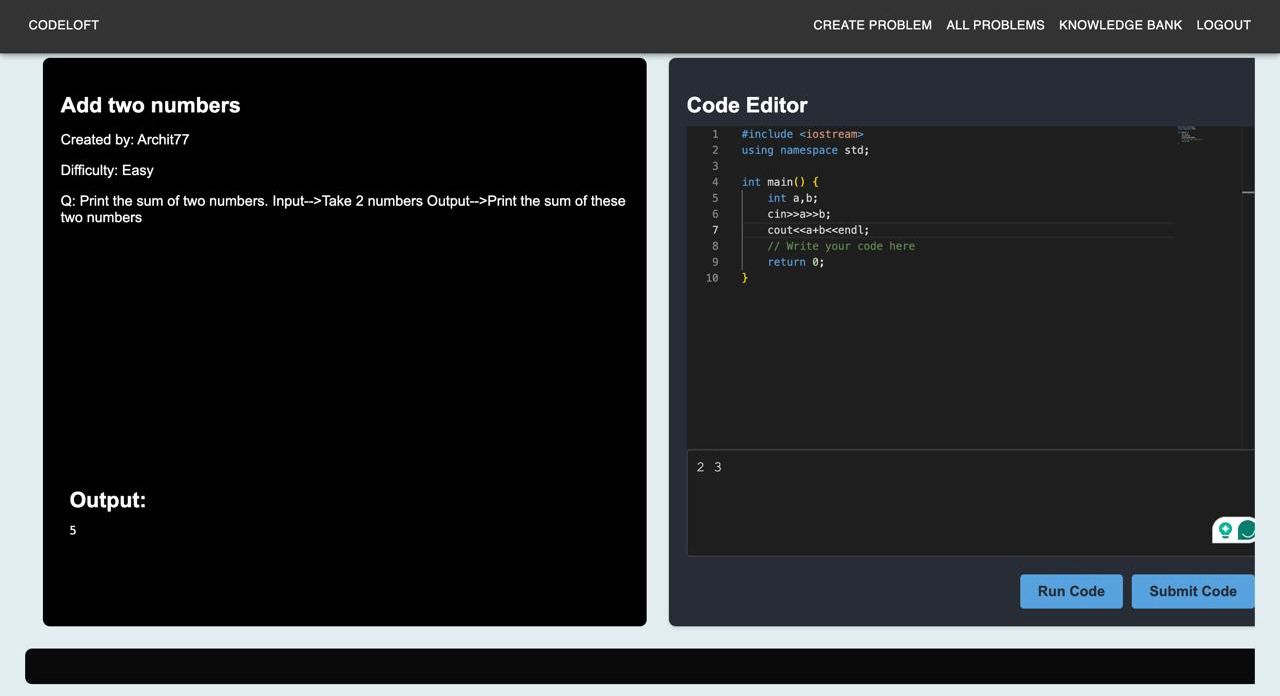 CODELOFT
CREATE PROBLEM ALL PROBLEMS KNOWLEDGE BANK LOGOUT
Add two numbers
Created by: Archit77
Difficulty: Easy
Q: Print the sum of two numbers. Input-->Take 2 numbers Output-->Print the sum of these
two numbers
Output:
5
Code Editor
1 #include <iostream>
2 using namespace std;
3
4 int main() {
5     int a,b;
6     cin>>a>>b;
7     cout<<a+b<<endl;
8     // Write your code here
9     return 0;
10 }
2 3
Run Code Submit Code